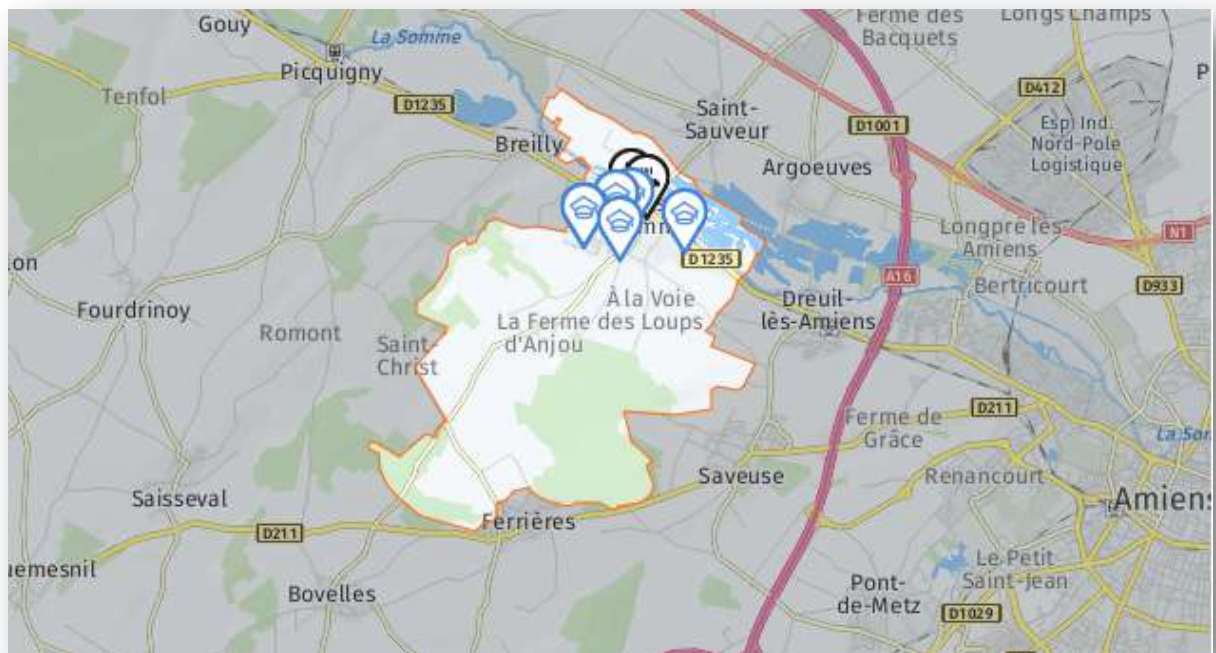 Gouy
La Somme
Ferme des
Bacquets
Longs Champs
Picquigny
Tenfol
D1235
D412
P
Saint-
Sauveur
D1001
Espl Ind.
Nord-Pole
Logistique
Breilly
Argoeuves
Longpré lès
Amiens
N1
D1235
lon
A16
Bertricourt
D933
Fourdrinoy
À la Voie
Dreuil-
lès-Amiens
Romont
La Ferme des Loups
d'Anjou
Saint
Christ
D211
Ferme de
Grâce
La Som
Saveuse
Renancourt
Saisseval
Amiens
Ferrières
D211
Le Petit
Saint-Jean
uemesnil
Pont-
de-Metz
Bovelles
D1029